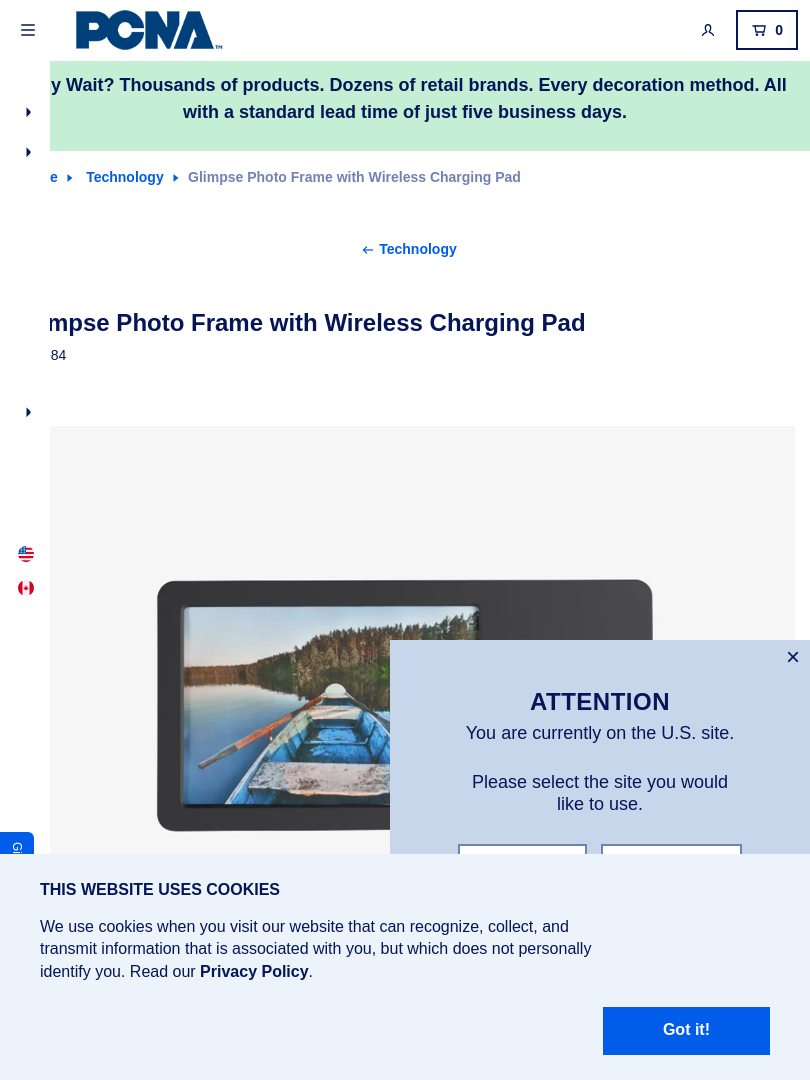 PCNA™
0
y Wait? Thousands of products. Dozens of retail brands. Every decoration method. All
with a standard lead time of just five business days.
e Technology Glimpse Photo Frame with Wireless Charging Pad
Technology
mpse Photo Frame with Wireless Charging Pad
84
ATTENTION
You are currently on the U.S. site.
Please select the site you would
like to use.
THIS WEBSITE USES COOKIES
We use cookies when you visit our website that can recognize, collect, and
transmit information that is associated with you, but which does not personally
identify you. Read our Privacy Policy.
Got it!